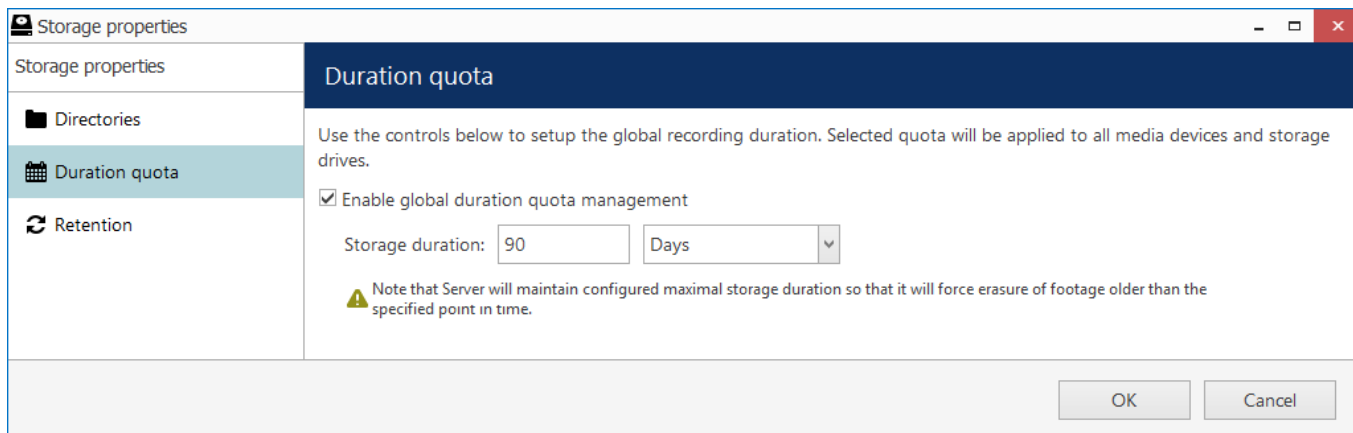 Storage properties
Storage properties
Duration quota
Directories
Use the controls below to setup the global recording duration. Selected quota will be applied to all media devices and storage
drives.
Duration quota
Enable global duration quota management
Retention
Storage duration: 90 Days
Note that Server will maintain configured maximal storage duration so that it will force erasure of footage older than the
specified point in time.
OK Cancel